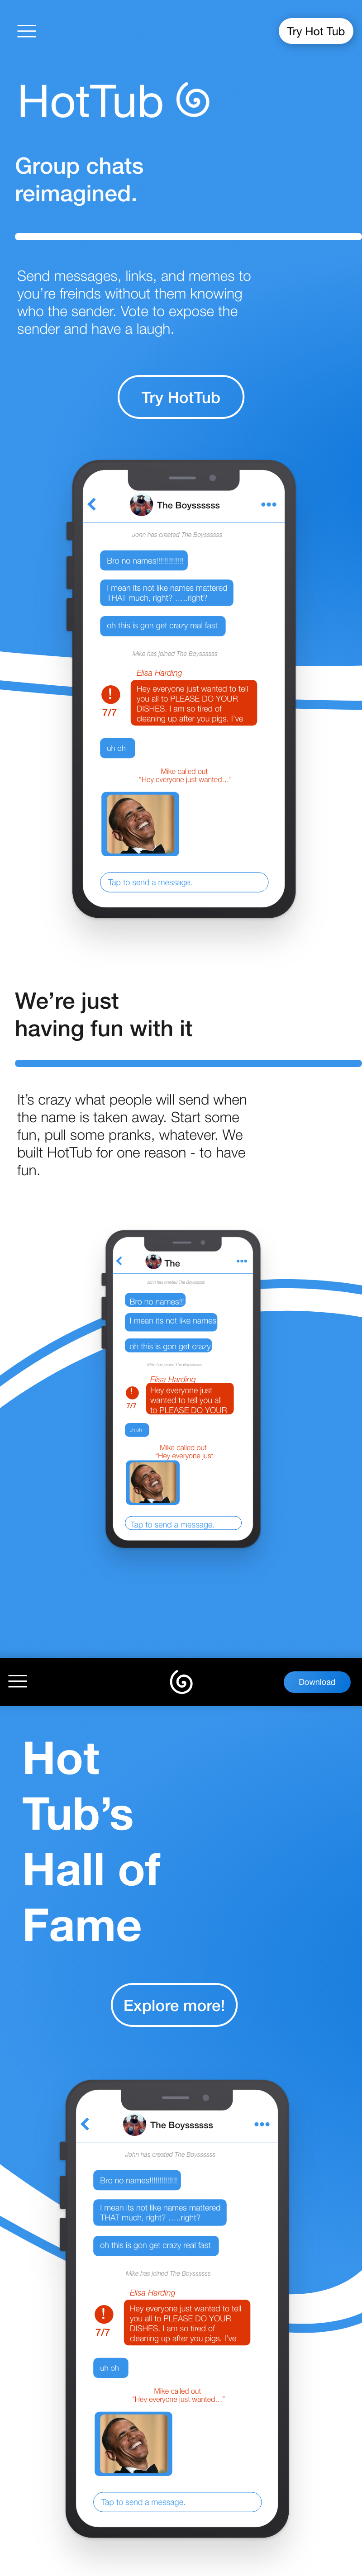 Try Hot Tub
HotTub
Group chats
reimagined.
Send messages, links, and memes to
you're freinds without them knowing
who the sender. Vote to expose the
sender and have a laugh.
Try HotTub
The Boyssssss
John has created The Boyssssss
Bro no names!!!!!!!!!!!!!!
I mean its not like names mattered
THAT much, right? .....right?
oh this is gon get crazy real fast
Mike has joined The Boyssssss
Elisa Harding
Hey everyone just wanted to tell
you all to PLEASE DO YOUR
DISHES. I am so tired of
cleaning up after you pigs. I've
!
7/7
uh oh
Mike called out
"Hey everyone just wanted..."
Tap to send a message.
We're just
having fun with it
It's crazy what people will send when
the name is taken away. Start some
fun, pull some pranks, whatever. We
built HotTub for one reason - to have
fun.
The
John has created The Boyssssss
Bro no names!!!
I mean its not like names
oh this is gon get crazy
Mike has joined The Boyssssss
Elisa Harding
Hey everyone just
wanted to tell you all
to PLEASE DO YOUR
!
7/7
uh oh
Mike called out
"Hey everyone just
Tap to send a message.
Download
Hot
Tub's
Hall of
Fame
Explore more!
The Boyssssss
John has created The Boyssssss
Bro no names!!!!!!!!!!!!!!
I mean its not like names mattered
THAT much, right? .....right?
oh this is gon get crazy real fast
Mike has joined The Boyssssss
Elisa Harding
Hey everyone just wanted to tell
you all to PLEASE DO YOUR
DISHES. I am so tired of
cleaning up after you pigs. I've
!
7/7
uh oh
Mike called out
"Hey everyone just wanted..."
Tap to send a message.